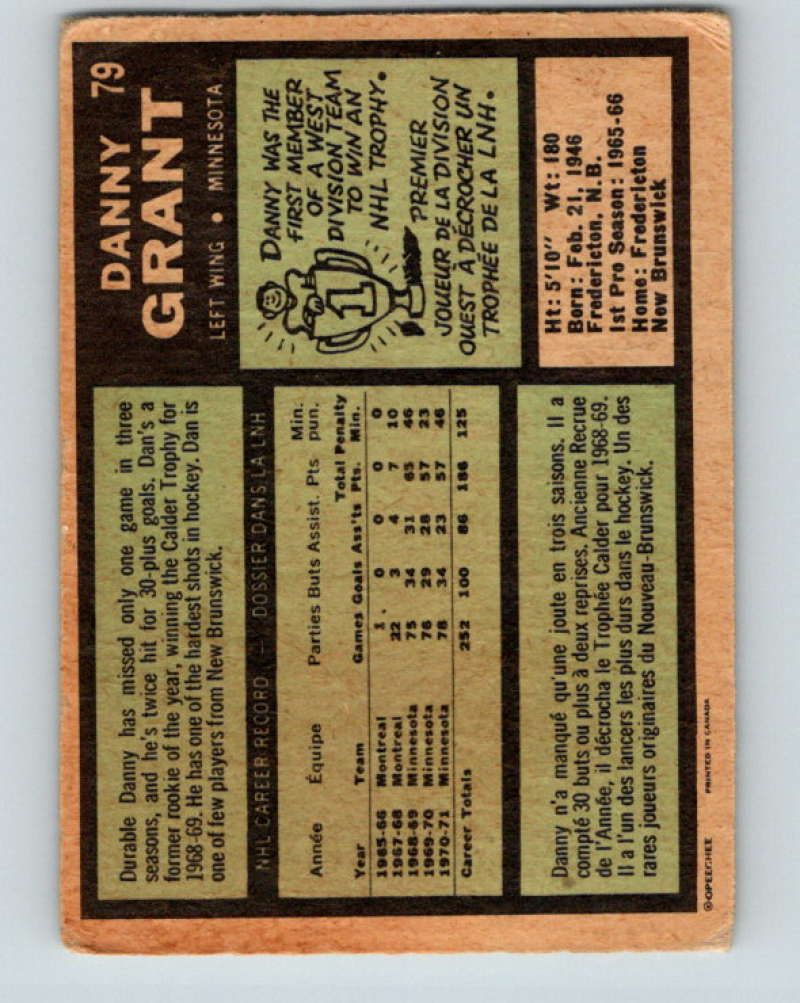 DANNY 79
GRANT
LEFT WING • MINNESOTA
Durable Danny has missed only one game in three
seasons, and he's twice hit for 30-plus goals. Dan's a
former rookie of the year, winning the Calder Trophy for
1968-69. He has one of the hardest shots in hockey. Dan is
one of few players from New Brunswick.
DANNY WAS THE
FIRST MEMBER
OF A WEST
DIVISION TEAM
TO WIN AN
NHL TROPHY.
1
PREMIER
JOUEUR DE LA DIVISION
OUEST À DÉCROCHER UN
TROPHÉE DE LA LNH.
NHL CAREER RECORD — DOSSIER DANS LA LNH
Année Équipe Parties Buts Assist. Pts Min. pun.
Year Team Games Goals Ass'ts Total Pts. Penalty Min.
1965-66 Montreal 1 0 0 0 0
1967-68 Montreal 22 3 4 7 10
1968-69 Minnesota 75 34 31 65 46
1969-70 Minnesota 76 29 28 57 23
1970-71 Minnesota 78 34 23 57 46
Career Totals 252 100 86 186 125
Ht: 5'10" Wt: 180
Born: Feb. 21, 1946
Fredericton, N.B.
1st Pro Season: 1965-66
Home: Fredericton
New Brunswick
Danny n'a manqué qu'une joute en trois saisons. Il a
compté 30 buts ou plus à deux reprises. Ancienne Recrue
de l'Année, il décrocha le Trophée Calder pour 1968-69.
Il a l'un des lancers les plus durs dans le hockey. Un des
rares joueurs originaires du Nouveau-Brunswick.
©OPEECHEE PRINTED IN CANADA